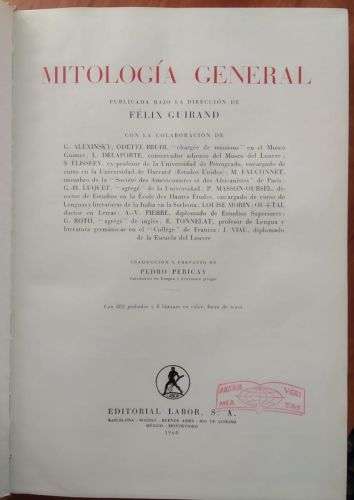 MITOLOGÍA GENERAL
PUBLICADA BAJO LA DIRECCIÓN DE
FÉLIX GUIRAND
CON LA COLABORACIÓN DE
G. ALEXINSKY, ODETTE BRUHL, "chargée de missions" en el Museo
Guimet; L. DELAPORTE, conservador adjunto del Museo del Louvre;
S. ELISSEEV, ex-profesor de la Universidad de Petrogrado, encargado de
curso en la Universidad de Harvard (Estados Unidos); M. FAUCONNET,
miembro de la "Société des Américanistes et des Africanistes" de París;
G.-H. LUQUET, "agregé" de la Universidad; P. MASSON-OURSEL, di-
rector de Estudios en la École des Hautes Études, encargado de curso de
Lenguas y literaturas de la India en la Sorbona; LOUISE MORIN; OU-I-TAI,
doctor en Letras; A.-V. PIERRE, diplomado de Estudios Superiores;
G. ROTH, "agregé" de inglés; E. TONNELAT, profesor de Lengua y
literatura germánicas en el "Collège" de Francia; J. VIAU, diplomado
de la Escuela del Louvre
TRADUCCIÓN Y PREFACIO DE
PEDRO PERICAY
Catedrático de Lengua y Literatura griegas
Con 882 grabados y 8 láminas en color, fuera de texto
LABOR
EDITORIAL LABOR, S. A.
BARCELONA - MADRID - BUENOS AIRES - RÍO DE JANEIRO
MÉXICO - MONTEVIDEO
1960